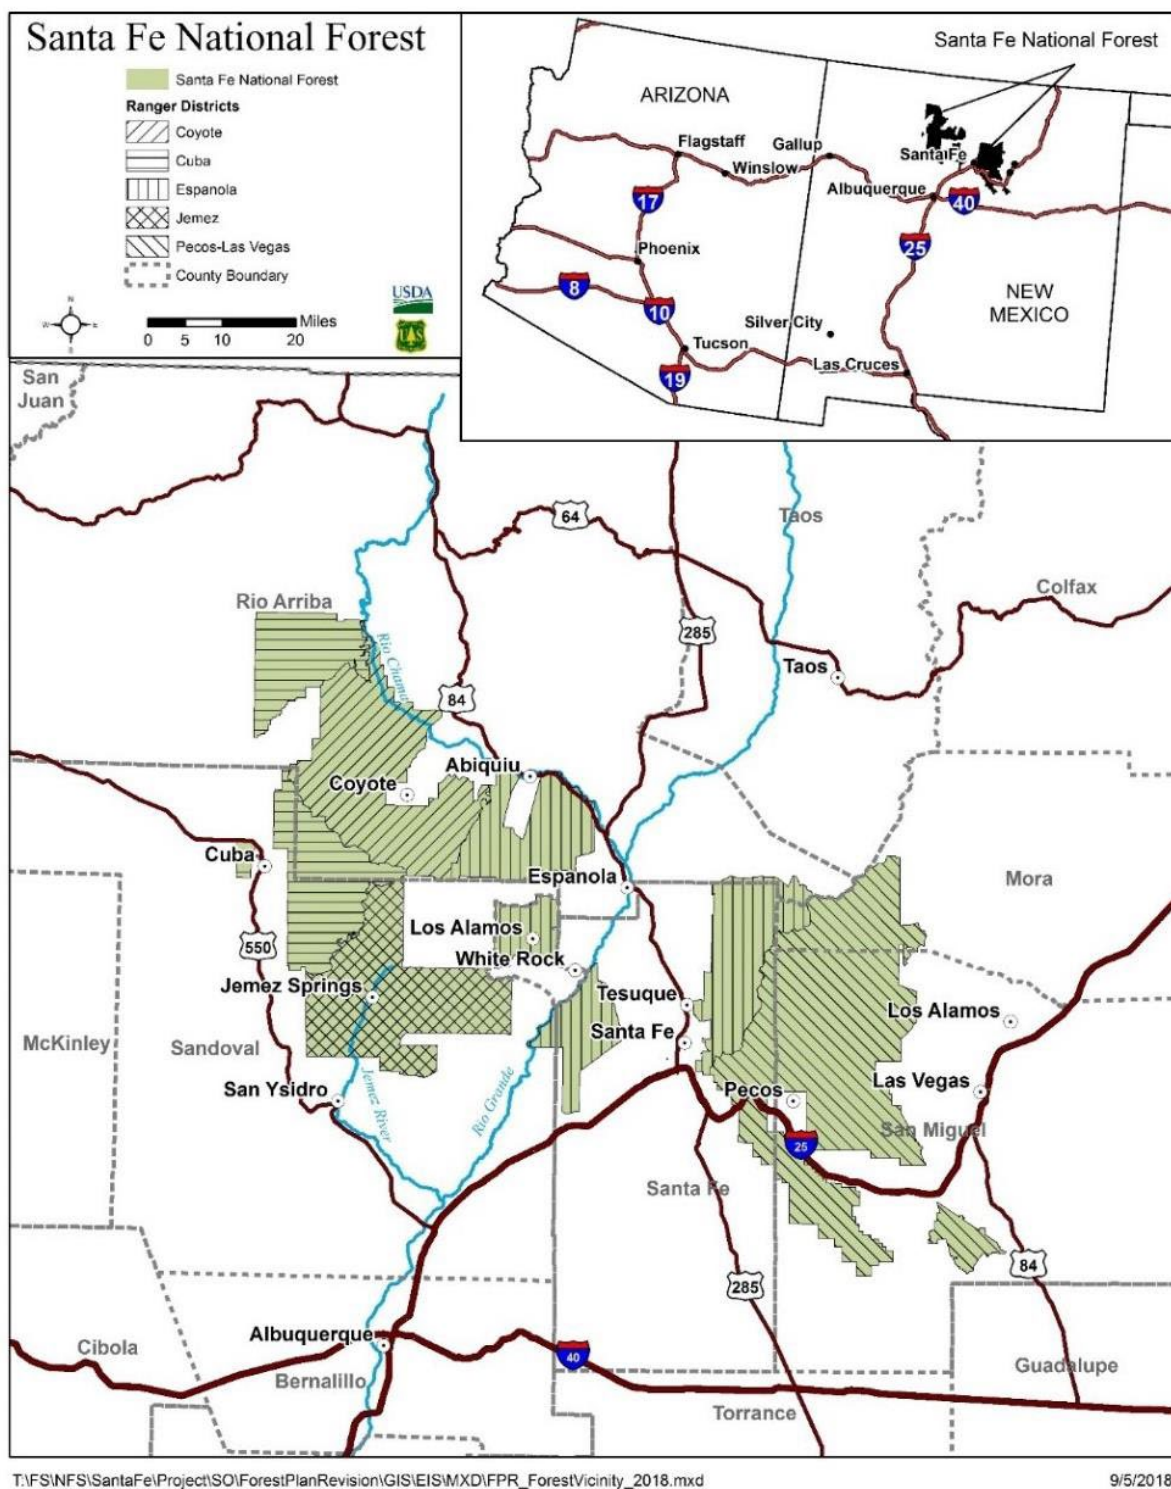 Santa Fe National Forest
Santa Fe National Forest
Ranger Districts
Coyote
Cuba
Espanola
Jemez
Pecos-Las Vegas
County Boundary
N
W
E
S
USDA
Miles
0 5 10 20
Santa Fe National Forest
ARIZONA
Flagstaff
Gallup
Santa Fe
Winslow
Albuquerque
17
40
25
Phoenix
8
10
NEW
MEXICO
Silver City
Tucson
Las Cruces
19
San
Juan
64
Taos
Colfax
Rio Arriba
285
Rio Chama
Taos
84
Abiquiu
Coyote
Cuba
Espanola
Mora
Los Alamos
550
White Rock
Jemez Springs
Tesuque
Los Alamos
Santa Fe
McKinley
Sandoval
Las Vegas
San Ysidro
Pecos
Jemez River
Rio Grande
San Miguel
25
Santa Fe
84
285
Albuquerque
Cibola
40
Guadalupe
Bernalillo
Torrance
T:\FS\NFS\SantaFe\Project\SO\ForestPlanRevision\GIS\EIS\MXD\FPR_ForestVicinity_2018.mxd
9/5/2018